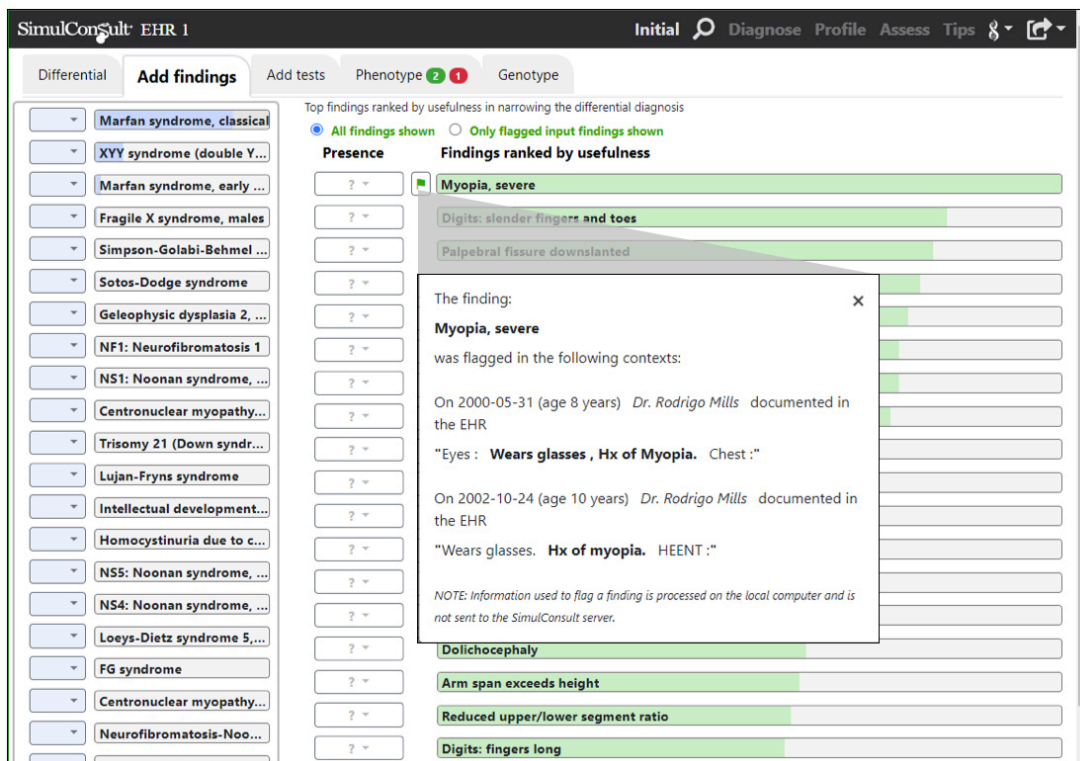 SimulConsult EHR 1
Initial Diagnose Profile Assess Tips
Differential Add findings Add tests Phenotype 2 1 Genotype
Top findings ranked by usefulness in narrowing the differential diagnosis
All findings shown Only flagged input findings shown
Presence Findings ranked by usefulness
Marfan syndrome, classical
XYY syndrome (double Y...
Marfan syndrome, early ...
Fragile X syndrome, males
Simpson-Golabi-Behmel ...
Sotos-Dodge syndrome
Geleophysic dysplasia 2, ...
NF1: Neurofibromatosis 1
NS1: Noonan syndrome, ...
Centronuclear myopathy...
Trisomy 21 (Down syndr...
Lujan-Fryns syndrome
Intellectual development...
Homocystinuria due to c...
NS5: Noonan syndrome, ...
NS4: Noonan syndrome, ...
Loeys-Dietz syndrome 5,...
FG syndrome
Centronuclear myopathy...
Neurofibromatosis-Noo...
? Myopia, severe
? Digits: slender fingers and toes
? Palpebral fissure downslanted
?
?
?
?
?
?
?
?
?
?
?
? Dolichocephaly
? Arm span exceeds height
? Reduced upper/lower segment ratio
? Digits: fingers long
The finding: ×
Myopia, severe
was flagged in the following contexts:
On 2000-05-31 (age 8 years) Dr. Rodrigo Mills documented in
the EHR
"Eyes : Wears glasses , Hx of Myopia. Chest :"
On 2002-10-24 (age 10 years) Dr. Rodrigo Mills documented in
the EHR
"Wears glasses. Hx of myopia. HEENT :"
NOTE: Information used to flag a finding is processed on the local computer and is
not sent to the SimulConsult server.